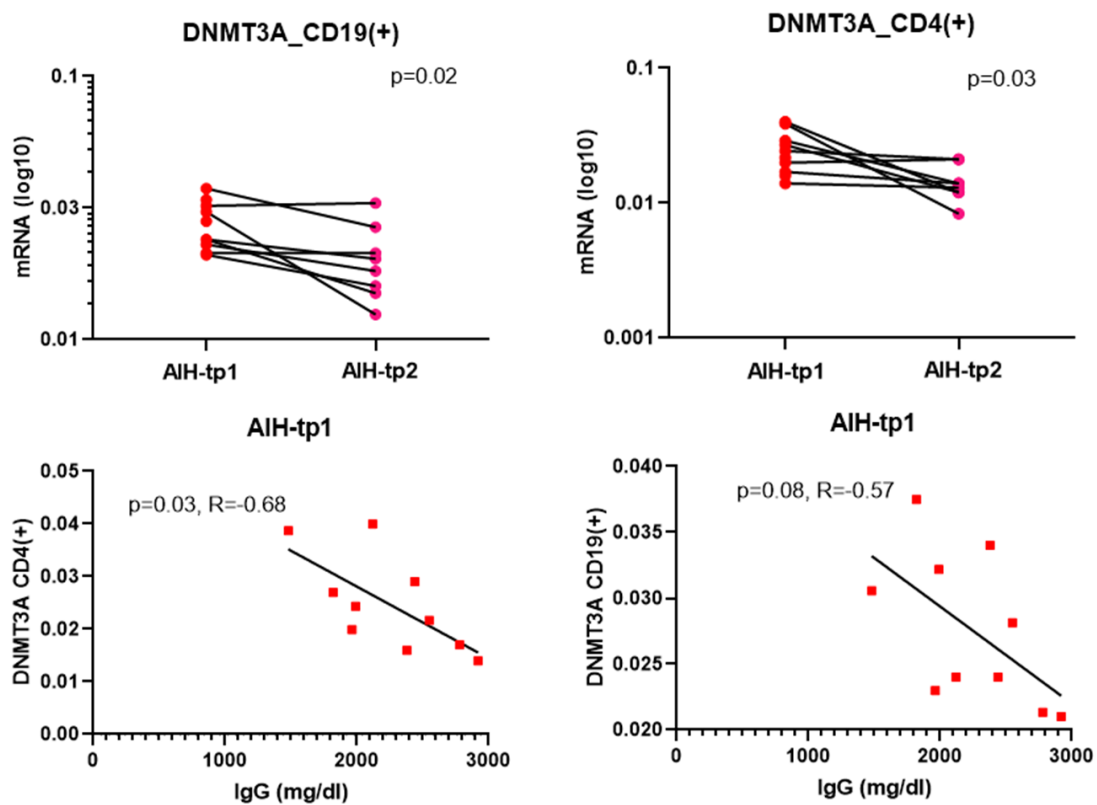 DNMT3A_CD19(+)
p=0.02
mRNA (log10)
0.1
0.03
0.01
AIH-tp1
AIH-tp2
DNMT3A_CD4(+)
p=0.03
mRNA (log10)
0.1
0.01
0.001
AIH-tp1
AIH-tp2
AIH-tp1
p=0.03, R=-0.68
DNMT3A CD4(+)
0.05
0.04
0.03
0.02
0.01
0.00
0
1000
2000
3000
IgG (mg/dl)
AIH-tp1
p=0.08, R=-0.57
DNMT3A CD19(+)
0.040
0.035
0.030
0.025
0.020
0
1000
2000
3000
IgG (mg/dl)